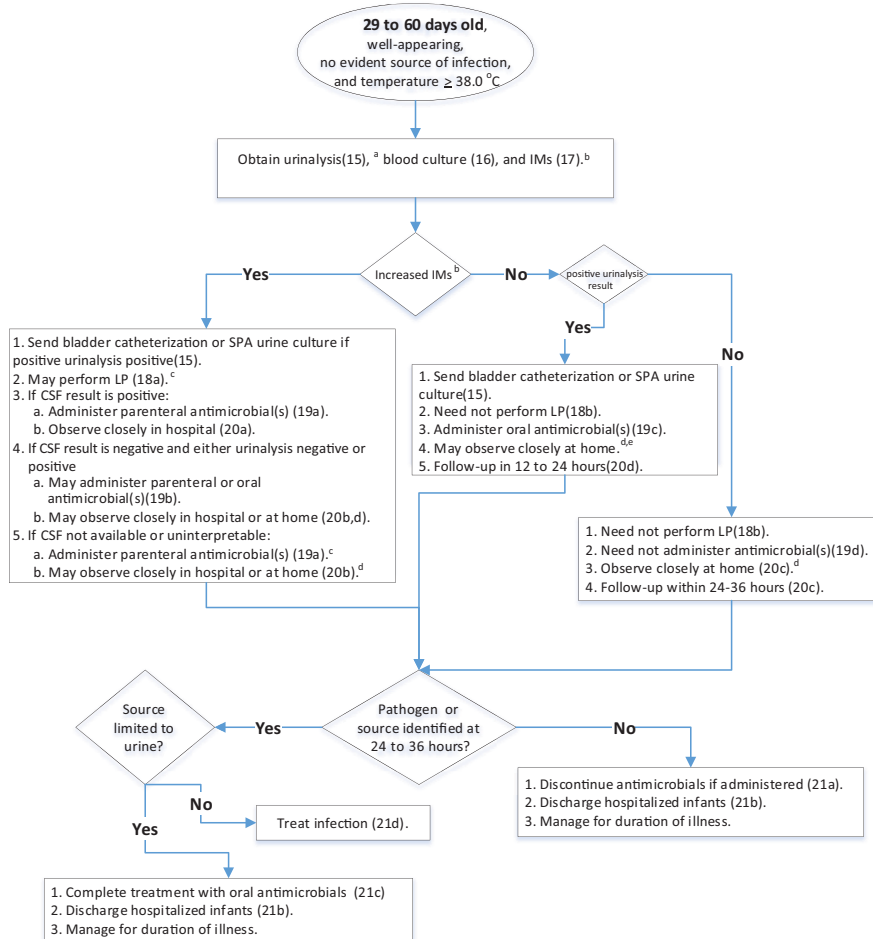 29 to 60 days old,
well-appearing,
no evident source of infection,
and temperature ≥ 38.0 °C
Obtain urinalysis(15), a blood culture (16), and IMs (17).b
Increased IMs b
Yes
No
positive urinalysis
result
Yes
No
1. Send bladder catheterization or SPA urine culture if
positive urinalysis positive(15).
2. May perform LP (18a).c
3. If CSF result is positive:
a. Administer parenteral antimicrobial(s) (19a).
b. Observe closely in hospital (20a).
4. If CSF result is negative and either urinalysis negative or
positive
a. May administer parenteral or oral
antimicrobial(s)(19b).
b. May observe closely in hospital or at home (20b,d).
5. If CSF not available or uninterpretable:
a. Administer parenteral antimicrobial(s) (19a).c
b. May observe closely in hospital or at home (20b).d
1. Send bladder catheterization or SPA urine
culture(15).
2. Need not perform LP(18b).
3. Administer oral antimicrobial(s)(19c).
4. May observe closely at home.d,e
5. Follow-up in 12 to 24 hours(20d).
1. Need not perform LP(18b).
2. Need not administer antimicrobial(s)(19d).
3. Observe closely at home (20c).d
4. Follow-up within 24-36 hours (20c).
Pathogen or
source identified at
24 to 36 hours?
Yes
No
Source
limited to
urine?
No
Yes
Treat infection (21d).
1. Discontinue antimicrobials if administered (21a).
2. Discharge hospitalized infants (21b).
3. Manage for duration of illness.
1. Complete treatment with oral antimicrobials (21c)
2. Discharge hospitalized infants (21b).
3. Manage for duration of illness.